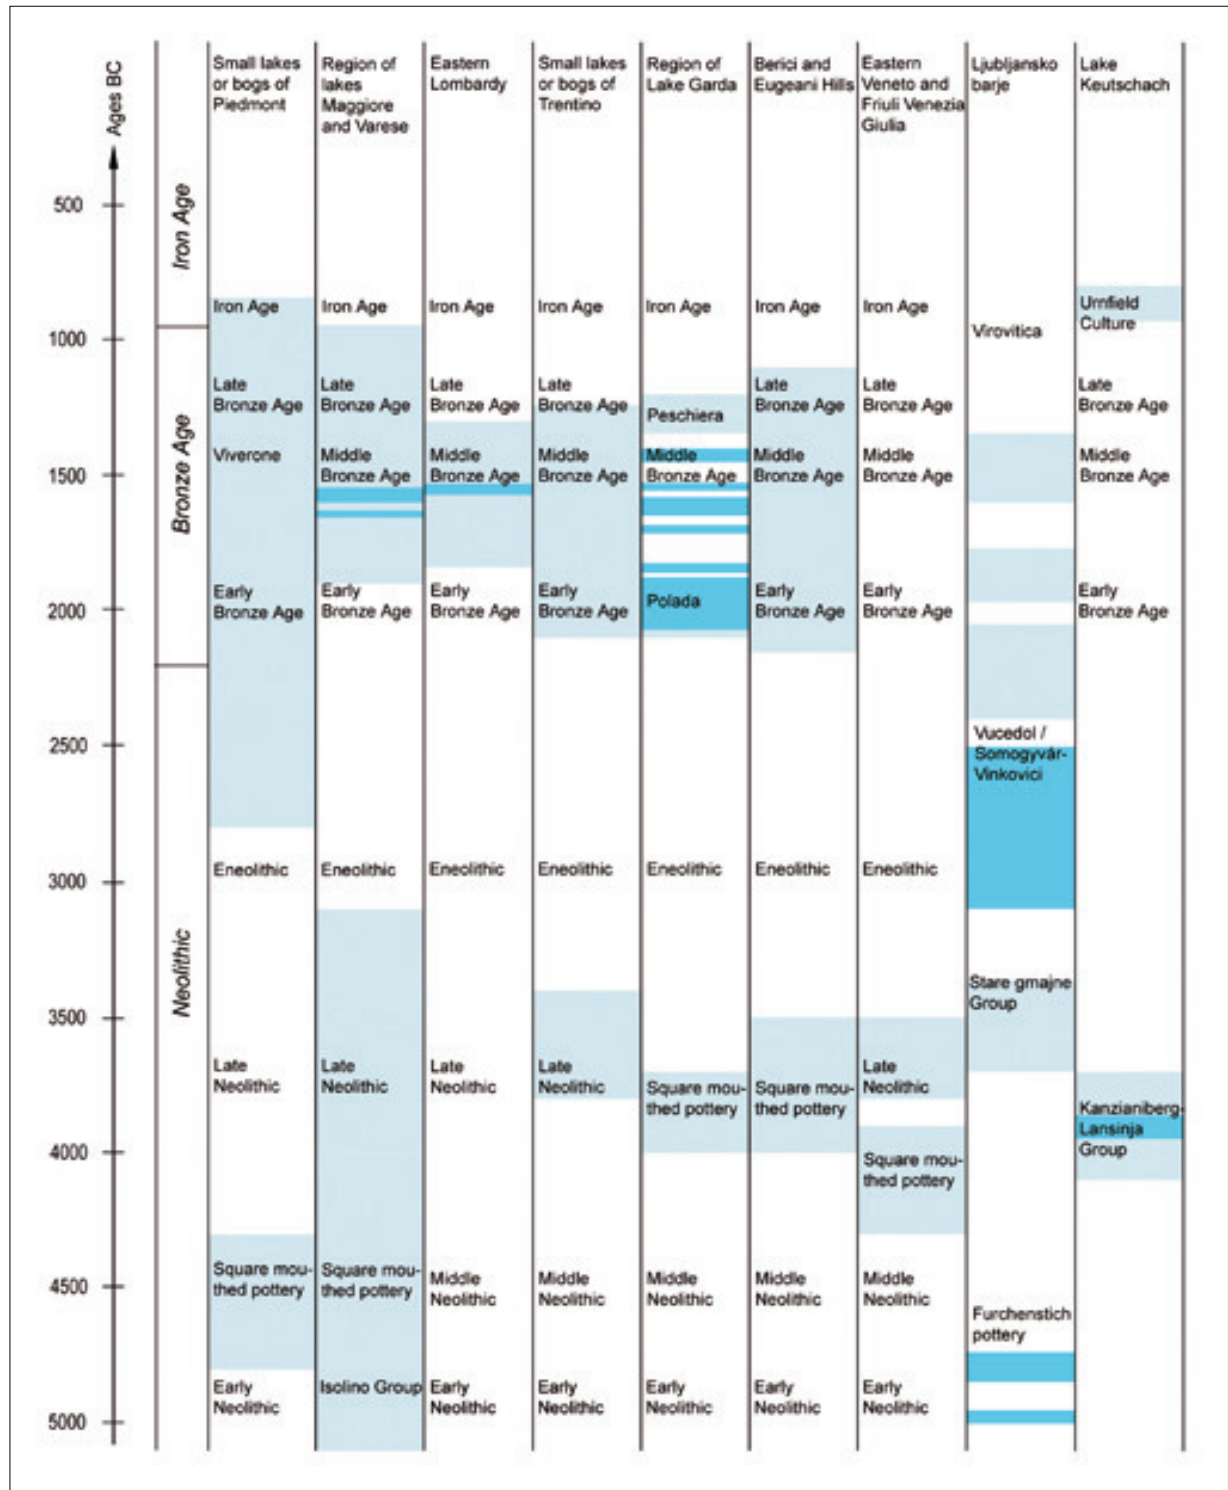 Ages BC
500
1000
1500
2000
2500
3000
3500
4000
4500
5000
Iron Age
Bronze Age
Neolithic
Small lakes
or bogs of
Piedmont
Iron Age
Late
Bronze Age
Viverone
Early
Bronze Age
Eneolithic
Late
Neolithic
Square mou-
thed pottery
Early
Neolithic
Region of
lakes
Maggiore
and Varese
Iron Age
Late
Bronze Age
Middle
Bronze Age
Early
Bronze Age
Eneolithic
Late
Neolithic
Square mou-
thed pottery
Isolino Group
Eastern
Lombardy
Iron Age
Late
Bronze Age
Middle
Bronze Age
Early
Bronze Age
Eneolithic
Late
Neolithic
Middle
Neolithic
Early
Neolithic
Small lakes
or bogs of
Trentino
Iron Age
Late
Bronze Age
Middle
Bronze Age
Early
Bronze Age
Eneolithic
Late
Neolithic
Middle
Neolithic
Early
Neolithic
Region of
Lake Garda
Iron Age
Peschiera
Middle
Bronze Age
Polada
Eneolithic
Square mou-
thed pottery
Middle
Neolithic
Early
Neolithic
Berici and
Eugeani Hills
Iron Age
Late
Bronze Age
Middle
Bronze Age
Early
Bronze Age
Eneolithic
Square mou-
thed pottery
Middle
Neolithic
Early
Neolithic
Eastern
Veneto and
Friuli Venezia
Giulia
Iron Age
Late
Bronze Age
Middle
Bronze Age
Early
Bronze Age
Eneolithic
Late
Neolithic
Square mou-
thed pottery
Middle
Neolithic
Early
Neolithic
Ljubljansko
barje
Virovitica
Vucedol /
Somogyvár-
Vinkovici
Stare gmajne
Group
Furchenstich
pottery
Lake
Keutschach
Urnfield
Culture
Late
Bronze Age
Middle
Bronze Age
Early
Bronze Age
Kanzianiberg-
Lansinja
Group